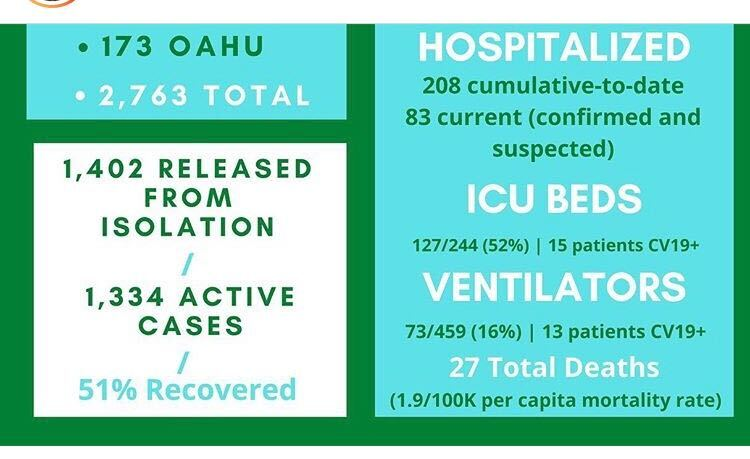 • 173 OAHU
• 2,763 TOTAL
1,402 RELEASED
FROM
ISOLATION
/
1,334 ACTIVE
CASES
/
51% Recovered
HOSPITALIZED
208 cumulative-to-date
83 current (confirmed and
suspected)
ICU BEDS
127/244 (52%) | 15 patients CV19+
VENTILATORS
73/459 (16%) | 13 patients CV19+
27 Total Deaths
(1.9/100K per capita mortality rate)